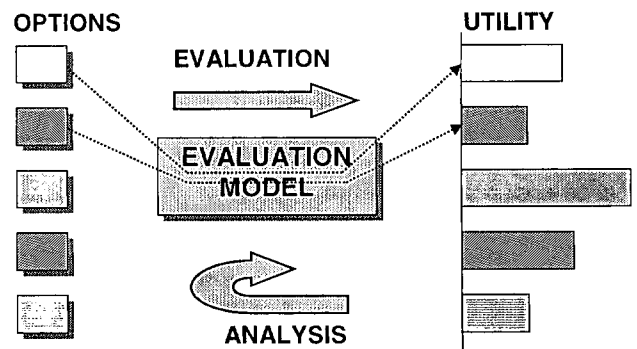 OPTIONS
UTILITY
EVALUATION
EVALUATION
MODEL
ANALYSIS